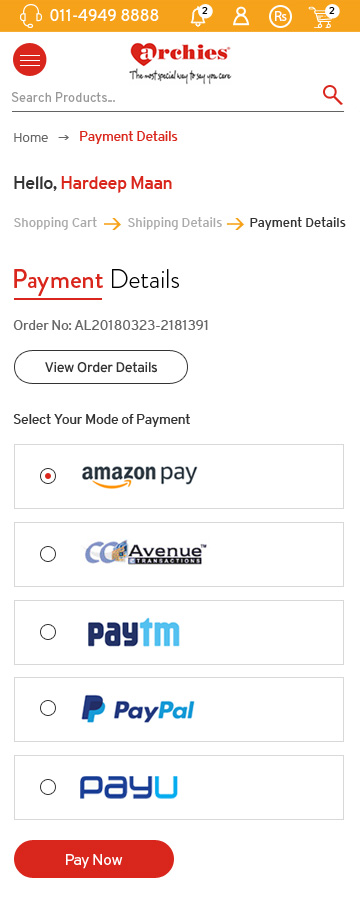 011-4949 8888
2
Rs
2
archies
The most special way to say you care
Search Products...
Home → Payment Details
Hello, Hardeep Maan
Shopping Cart → Shipping Details → Payment Details
Payment Details
Order No: AL20180323-2181391
View Order Details
Select Your Mode of Payment
amazon pay
CCAvenue™
TRANSACTIONS
paytm
PayPal
PayU
Pay Now